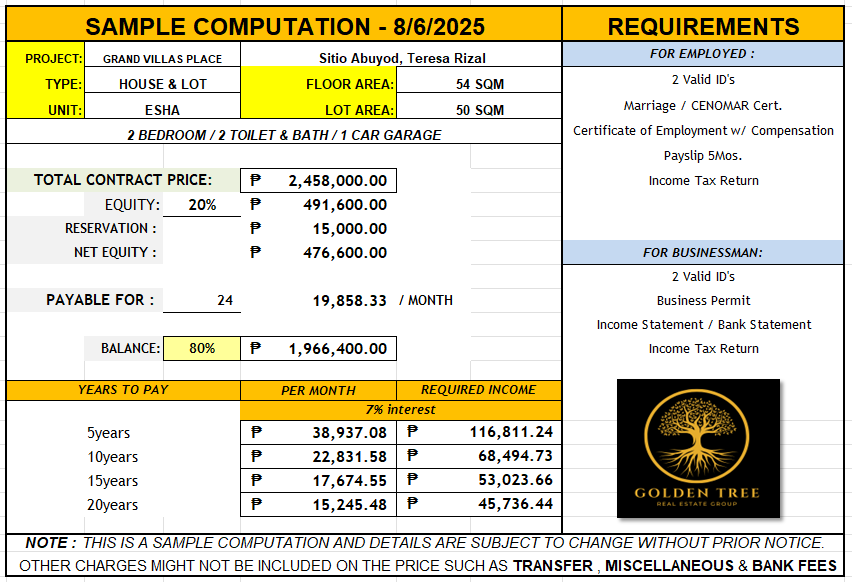 SAMPLE COMPUTATION - 8/6/2025
PROJECT: GRAND VILLAS PLACE Sitio Abuyod, Teresa Rizal
TYPE: HOUSE & LOT FLOOR AREA: 54 SQM
UNIT: ESHA LOT AREA: 50 SQM
2 BEDROOM / 2 TOILET & BATH / 1 CAR GARAGE
TOTAL CONTRACT PRICE: ₱ 2,458,000.00
EQUITY: 20% ₱ 491,600.00
RESERVATION : ₱ 15,000.00
NET EQUITY : ₱ 476,600.00
PAYABLE FOR : 24 19,858.33 / MONTH
BALANCE: 80% ₱ 1,966,400.00
YEARS TO PAY PER MONTH REQUIRED INCOME
7% interest
5years ₱ 38,937.08 ₱ 116,811.24
10years ₱ 22,831.58 ₱ 68,494.73
15years ₱ 17,674.55 ₱ 53,023.66
20years ₱ 15,245.48 ₱ 45,736.44
REQUIREMENTS
FOR EMPLOYED :
2 Valid ID's
Marriage / CENOMAR Cert.
Certificate of Employment w/ Compensation
Payslip 5Mos.
Income Tax Return
FOR BUSINESSMAN:
2 Valid ID's
Business Permit
Income Statement / Bank Statement
Income Tax Return
GOLDEN TREE
REAL ESTATE GROUP
NOTE : THIS IS A SAMPLE COMPUTATION AND DETAILS ARE SUBJECT TO CHANGE WITHOUT PRIOR NOTICE.
OTHER CHARGES MIGHT NOT BE INCLUDED ON THE PRICE SUCH AS TRANSFER , MISCELLANEOUS & BANK FEES